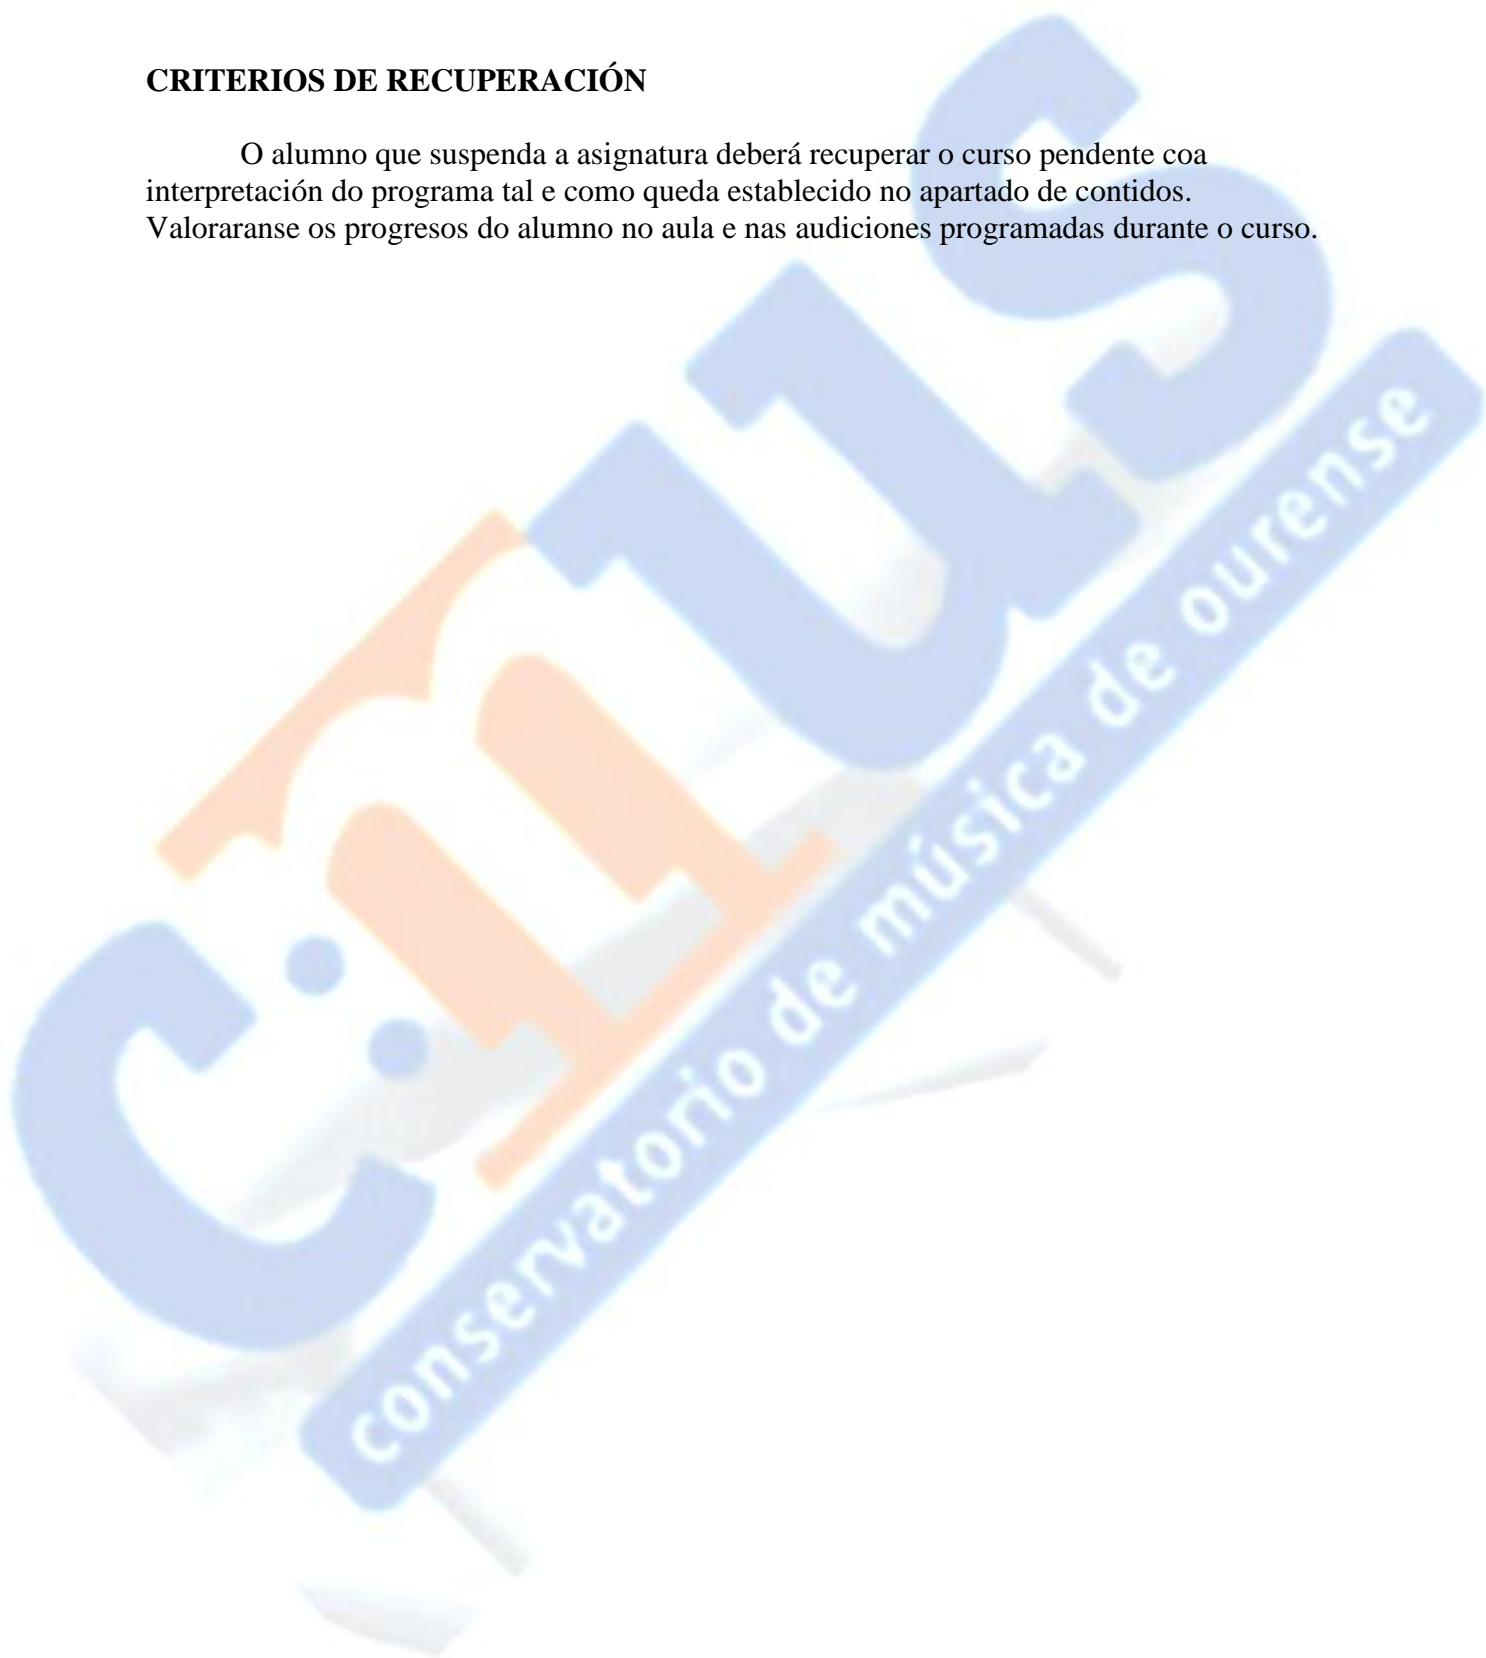 CRITERIOS DE RECUPERACIÓN
O alumno que suspenda a asignatura deberá recuperar o curso pendente coa
interpretación do programa tal e como queda establecido no apartado de contidos.
Valoraranse os progresos do alumno no aula e nas audiciones programadas durante o curso.
c:mus
conservatorio de música de ourense